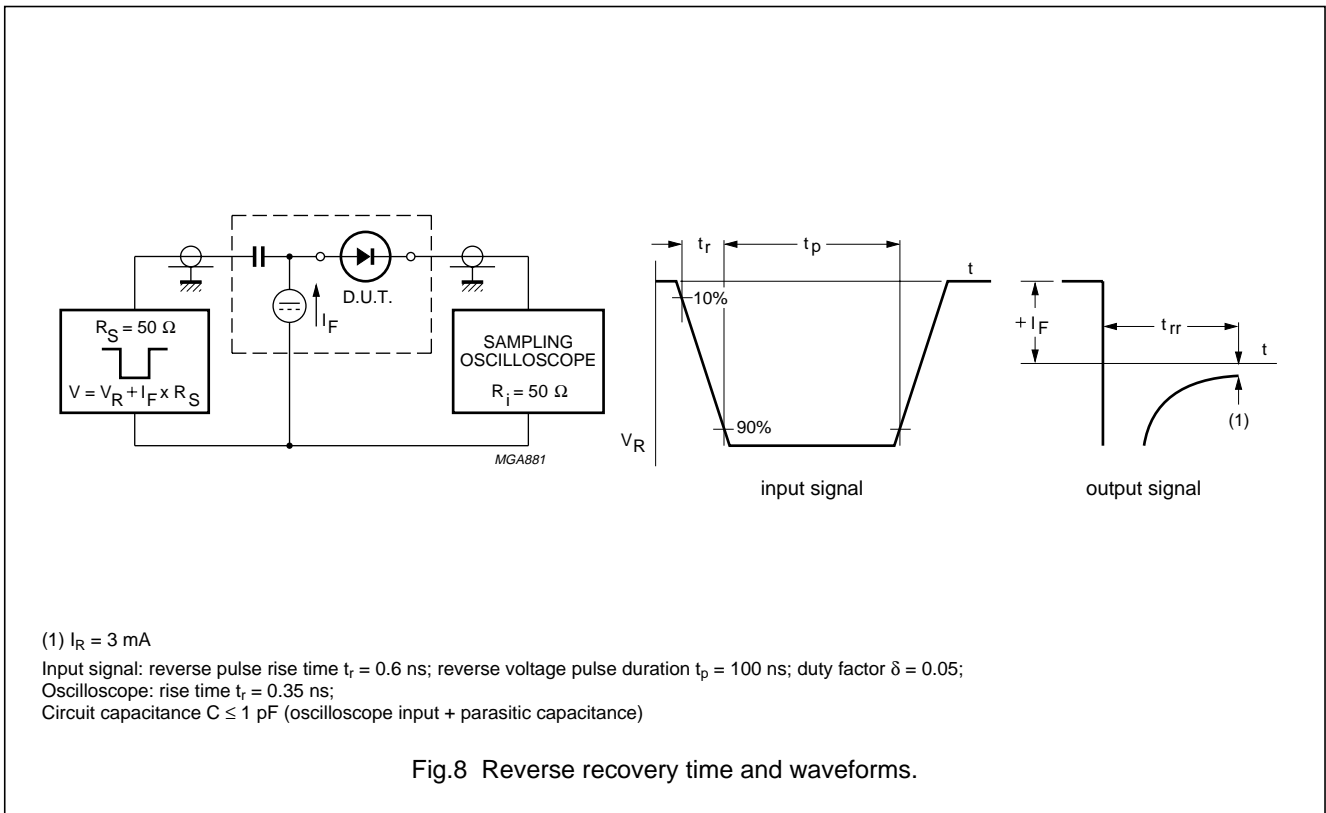 R_S = 50 Ω
V = V_R + I_F x R_S
I_F
D.U.T.
SAMPLING
OSCILLOSCOPE
R_i = 50 Ω
MGA881
t_r
t_p
t
10%
90%
V_R
input signal
+ I_F
t_rr
t
(1)
output signal
(1) I_R = 3 mA
Input signal: reverse pulse rise time t_r = 0.6 ns; reverse voltage pulse duration t_p = 100 ns; duty factor δ = 0.05;
Oscilloscope: rise time t_r = 0.35 ns;
Circuit capacitance C ≤ 1 pF (oscilloscope input + parasitic capacitance)
Fig.8 Reverse recovery time and waveforms.